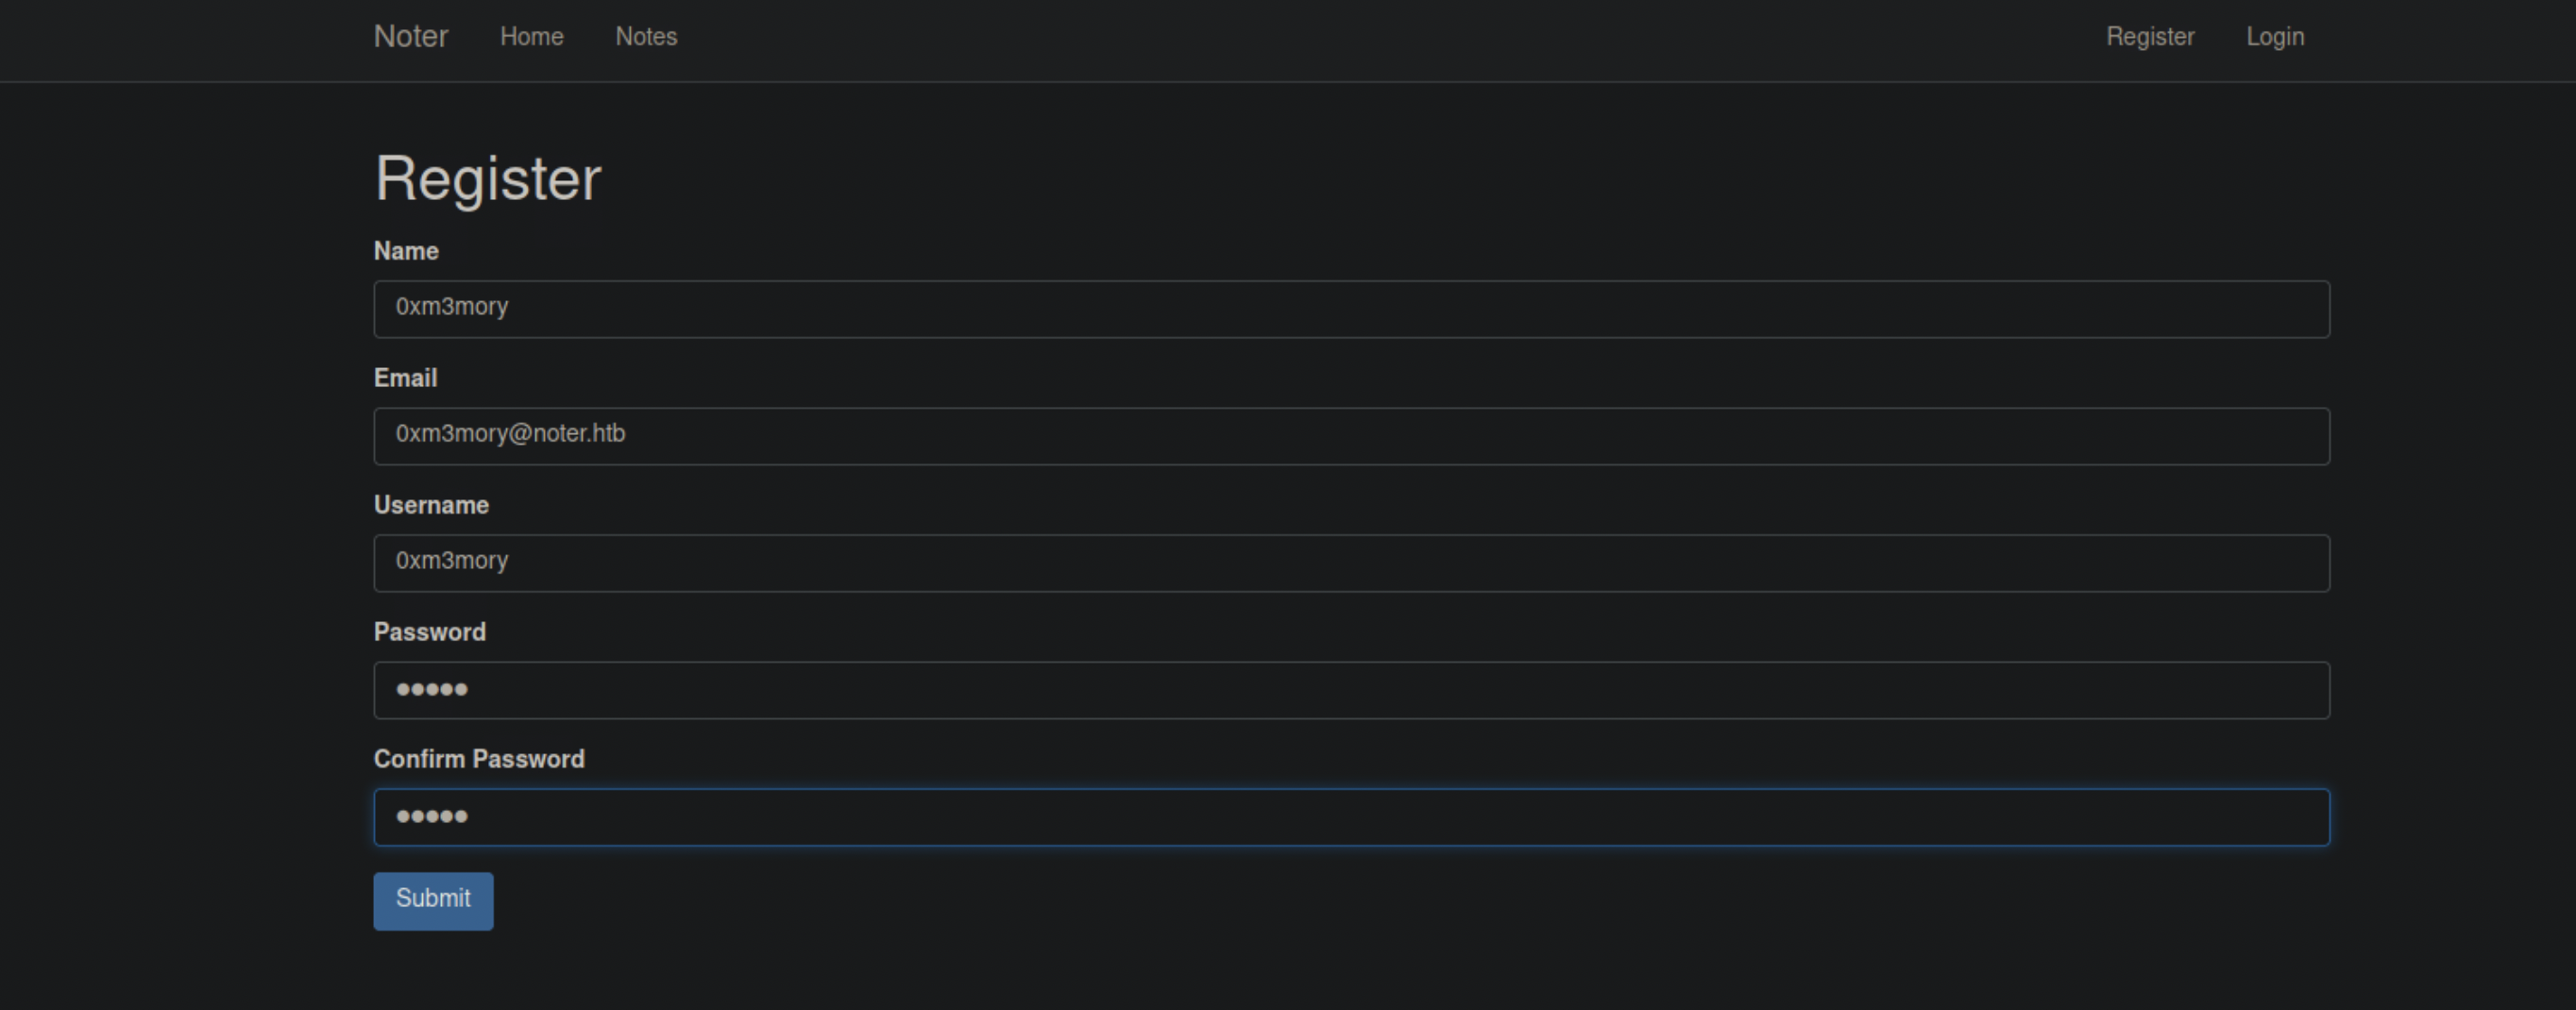 Noter Home Notes Register Login
Register
Name
0xm3mory
Email
0xm3mory@noter.htb
Username
0xm3mory
Password
●●●●●
Confirm Password
●●●●●
Submit